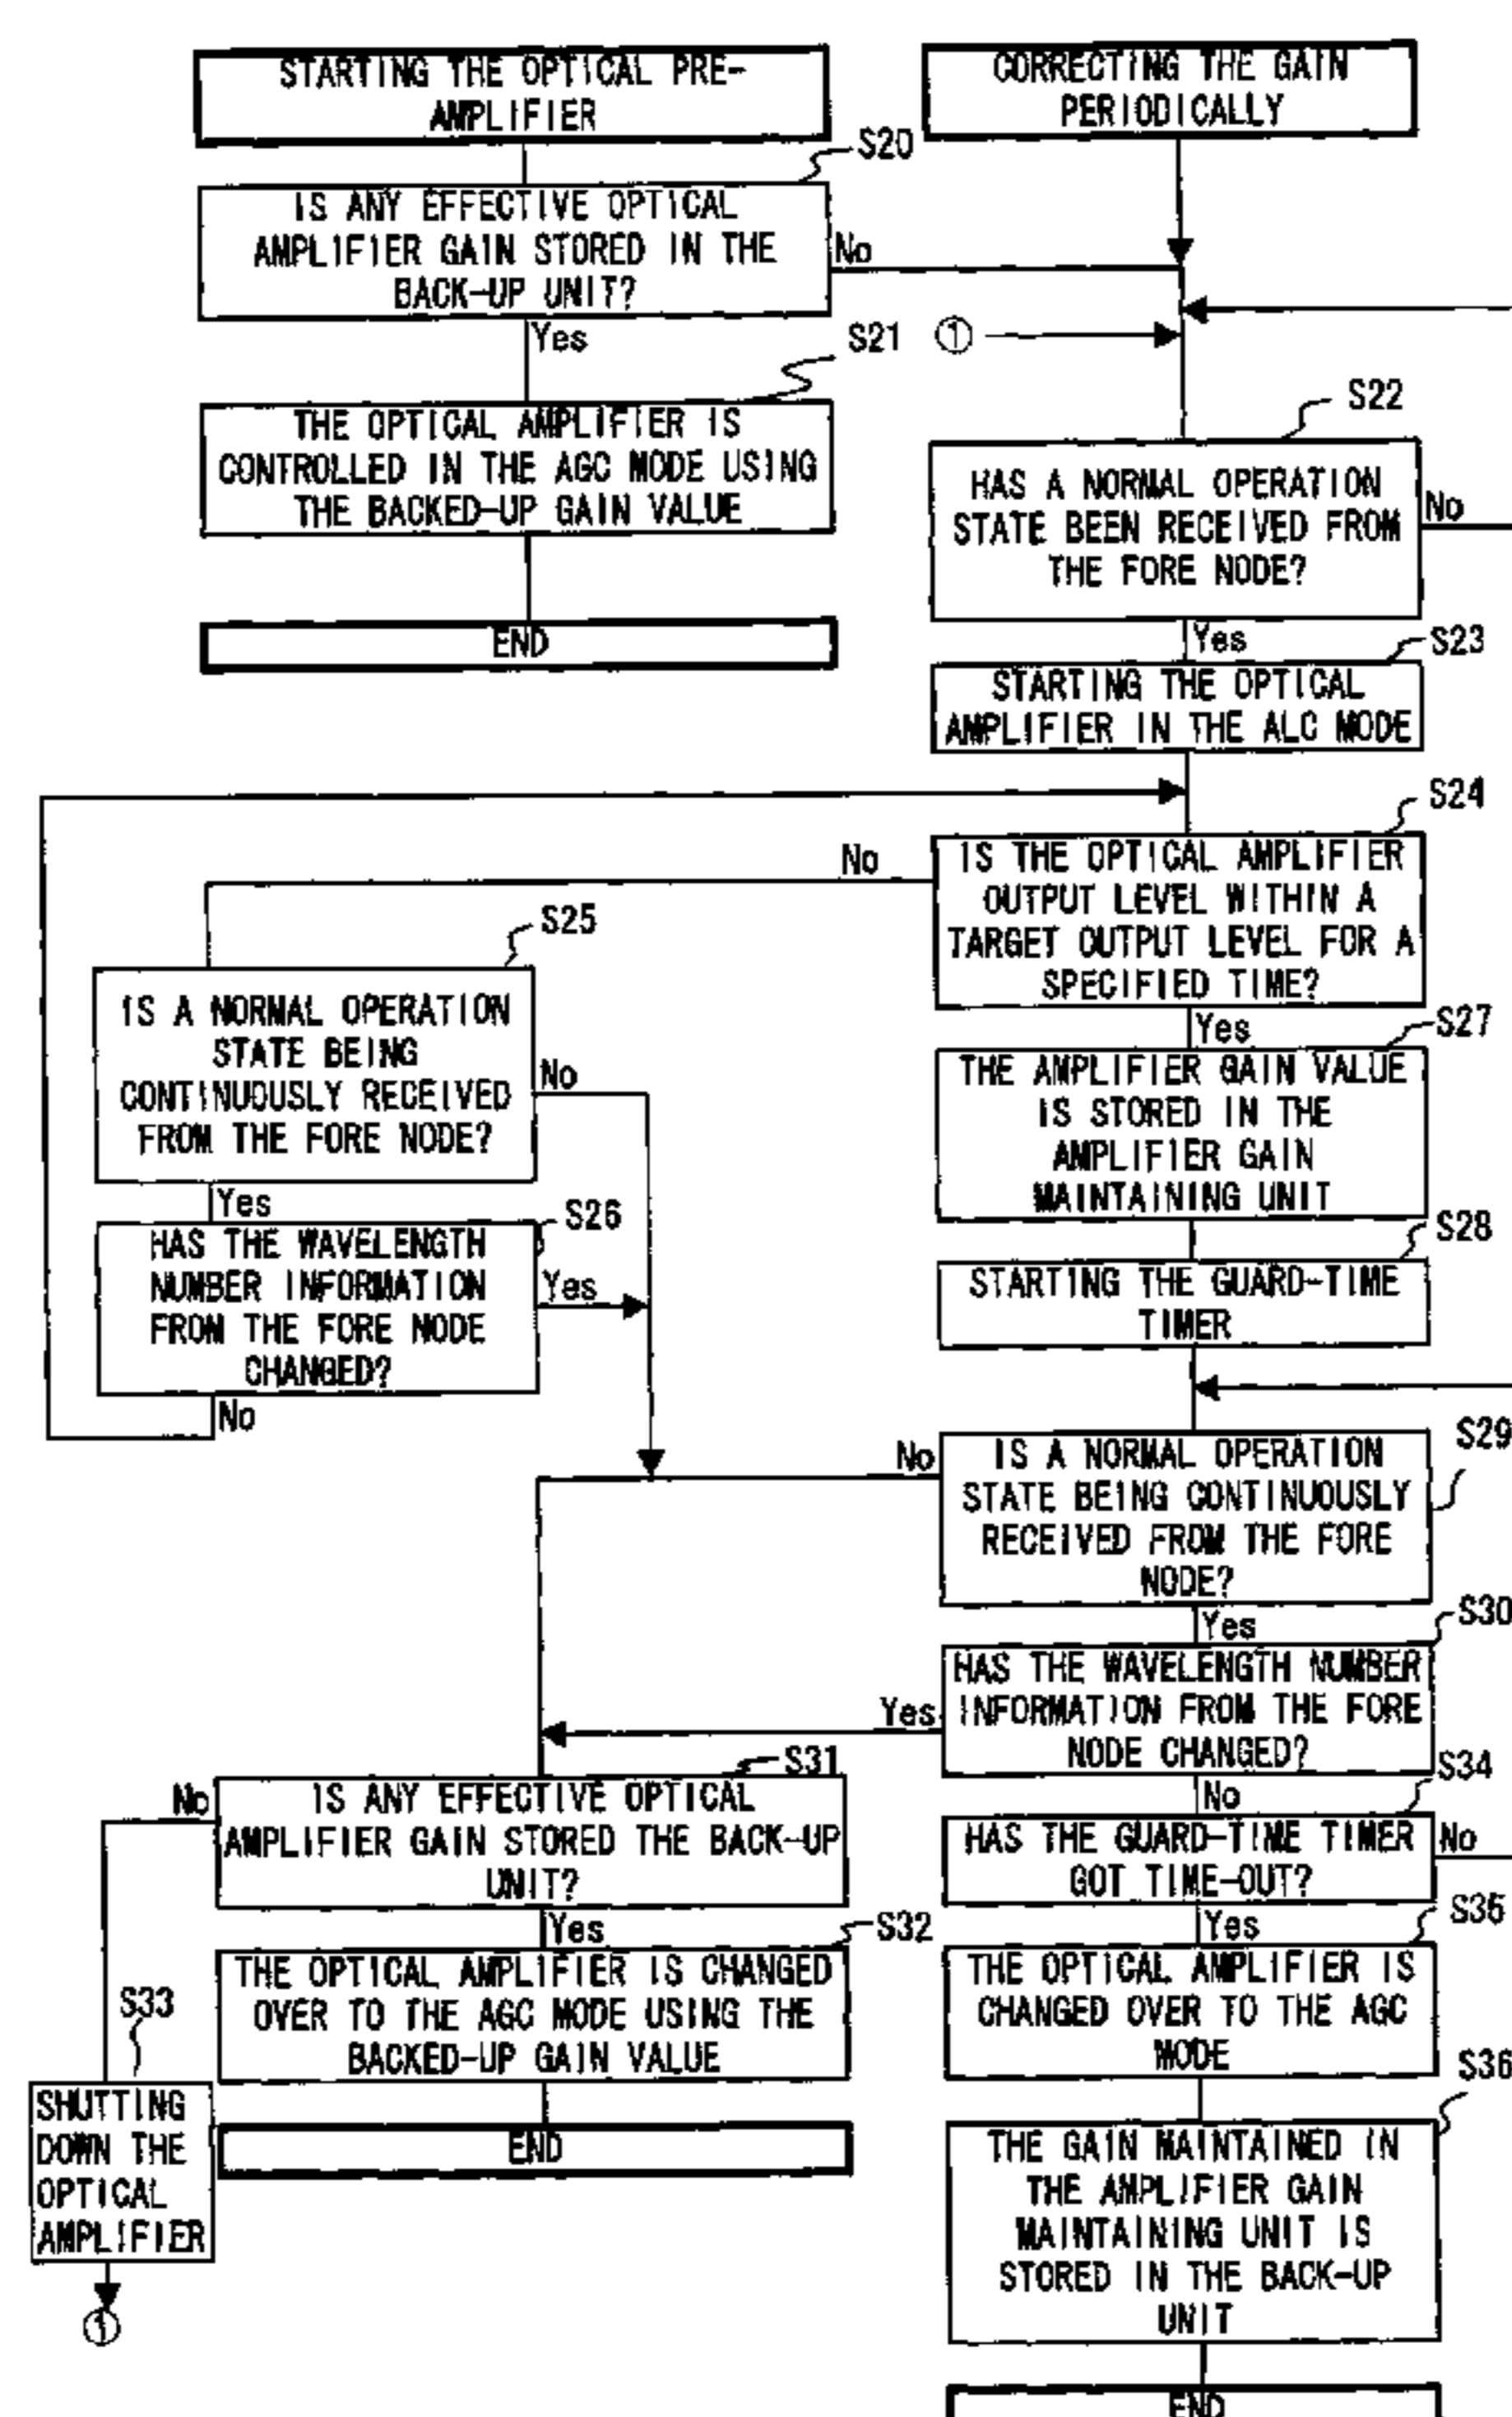 STARTING THE OPTICAL PRE-
AMPLIFIER
S20
IS ANY EFFECTIVE OPTICAL
AMPLIFIER GAIN STORED IN THE
BACK-UP UNIT?
No
Yes
S21
THE OPTICAL AMPLIFIER IS
CONTROLLED IN THE AGC MODE USING
THE BACKED-UP GAIN VALUE
END
CORRECTING THE GAIN
PERIODICALLY
①
S22
HAS A NORMAL OPERATION
STATE BEEN RECEIVED FROM
THE FORE NODE?
No
Yes
S23
STARTING THE OPTICAL
AMPLIFIER IN THE ALC MODE
S24
IS THE OPTICAL AMPLIFIER
OUTPUT LEVEL WITHIN A
TARGET OUTPUT LEVEL FOR A
SPECIFIED TIME?
No
Yes
S25
IS A NORMAL OPERATION
STATE BEING
CONTINUOUSLY RECEIVED
FROM THE FORE NODE?
No
Yes
S26
HAS THE WAVELENGTH
NUMBER INFORMATION
FROM THE FORE NODE
CHANGED?
Yes
No
S27
THE AMPLIFIER GAIN VALUE
IS STORED IN THE
AMPLIFIER GAIN
MAINTAINING UNIT
S28
STARTING THE GUARD-TIME
TIMER
S29
IS A NORMAL OPERATION
STATE BEING CONTINUOUSLY
RECEIVED FROM THE FORE
NODE?
No
Yes
S30
HAS THE WAVELENGTH NUMBER
INFORMATION FROM THE FORE
NODE CHANGED?
Yes
No
S31
IS ANY EFFECTIVE OPTICAL
AMPLIFIER GAIN STORED THE BACK-UP
UNIT?
No
Yes
S32
THE OPTICAL AMPLIFIER IS CHANGED
OVER TO THE AGC MODE USING THE
BACKED-UP GAIN VALUE
END
S33
SHUTTING
DOWN THE
OPTICAL
AMPLIFIER
①
S34
HAS THE GUARD-TIME TIMER
GOT TIME-OUT?
No
Yes
S35
THE OPTICAL AMPLIFIER IS
CHANGED OVER TO THE AGC
MODE
S36
THE GAIN MAINTAINED IN
THE AMPLIFIER GAIN
MAINTAINING UNIT IS
STORED IN THE BACK-UP
UNIT
END